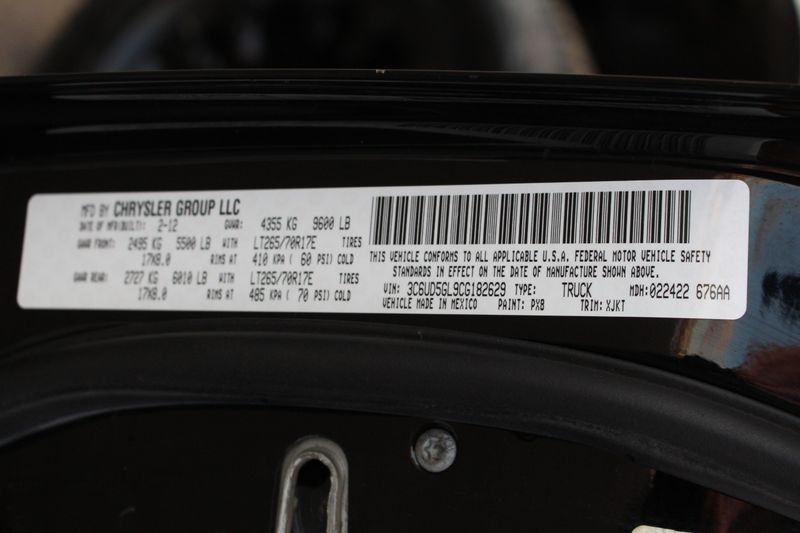 MFD BY CHRYSLER GROUP LLC
DATE OF MFR(BUILT): 2-12 GVWR: 4355 KG 9600 LB
GAWR FRONT: 2495 KG 5500 LB WITH LT265/70R17E TIRES
17X8.0 RIMS AT 410 KPA ( 60 PSI) COLD
GAWR REAR: 2727 KG 6010 LB WITH LT265/70R17E TIRES
17X8.0 RIMS AT 485 KPA ( 70 PSI) COLD
THIS VEHICLE CONFORMS TO ALL APPLICABLE U.S.A. FEDERAL MOTOR VEHICLE SAFETY
STANDARDS IN EFFECT ON THE DATE OF MANUFACTURE SHOWN ABOVE.
VIN: 3C6UD5GL9CG182629 TYPE: TRUCK MDH:022422 676AA
VEHICLE MADE IN MEXICO PAINT: PX8 TRIM: XJKT